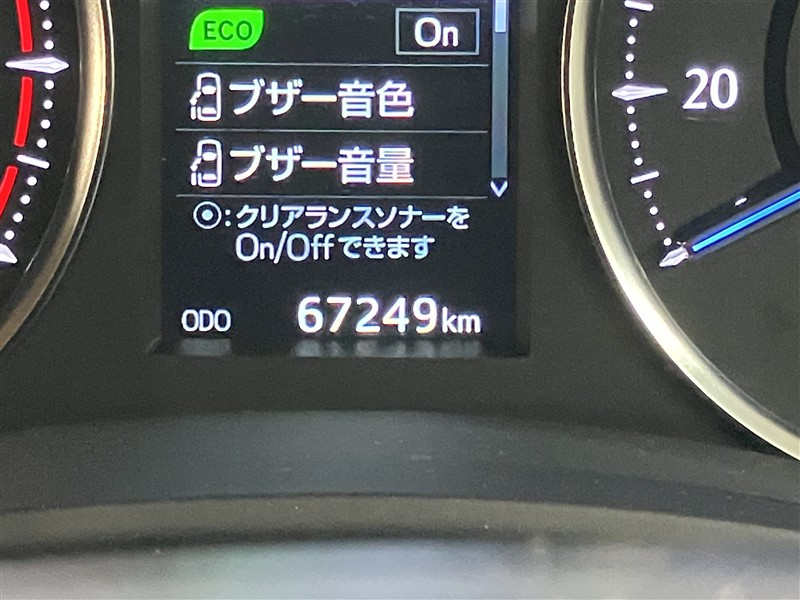 ECO On
ブザー音色
ブザー音量
⦿:クリアランスソナーを
On/Offできます
ODO 67249km
20